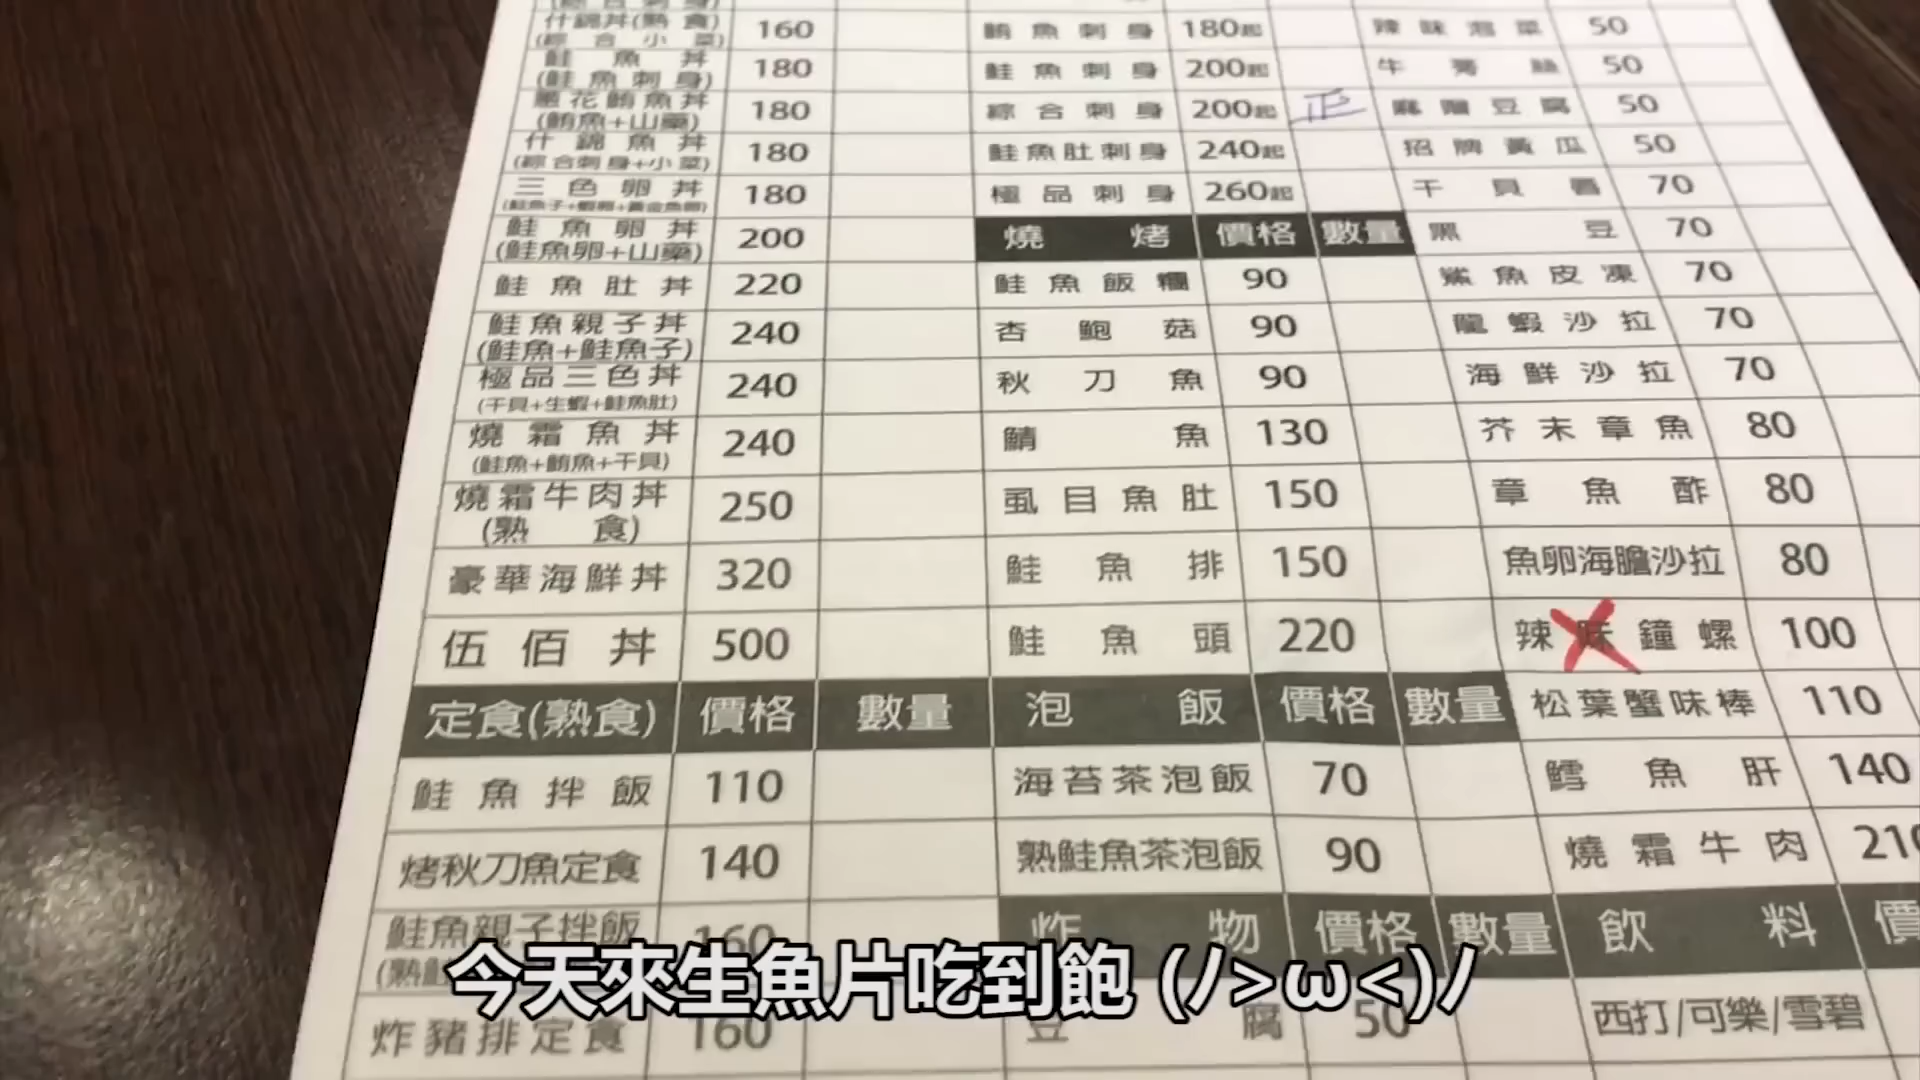 什錦丼(熟食) 160
(綜合小菜)
鮭魚丼 180
(鮭魚刺身)
蔥花鮪魚丼 180
(鮪魚+山藥)
什錦魚丼 180
(綜合刺身+小菜)
三色卵丼 180
鮭魚卵丼 200
(鮭魚卵+山藥)
鮭魚肚丼 220
鮭魚親子丼 240
(鮭魚+鮭魚子)
極品三色丼 240
(干貝+生蝦+鮭魚肚)
燒霜魚丼 240
(鮭魚+鮪魚+干貝)
燒霜牛肉丼 250
(熟食)
豪華海鮮丼 320
伍佰丼 500
定食(熟食) 價格 數量
鮭魚拌飯 110
烤秋刀魚定食 140
鮭魚親子拌飯 160
炸豬排定食 160
鮪魚刺身 180起
鮭魚刺身 200起
綜合刺身 200起 正
鮭魚肚刺身 240起
極品刺身 260起
燒烤 價格 數量
鮭魚飯糰 90
杏鮑菇 90
秋刀魚 90
鯖魚 130
虱目魚肚 150
鮭魚排 150
鮭魚頭 220
泡飯 價格 數量
海苔茶泡飯 70
熟鮭魚茶泡飯 90
炸物 價格 數量
豆腐 50
辣味泡菜 50
牛蒡絲 50
麻糬豆腐 50
招牌黃瓜 50
干貝唇 70
黑豆 70
鯊魚皮凍 70
龍蝦沙拉 70
海鮮沙拉 70
芥末章魚 80
章魚酢 80
魚卵海膽沙拉 80
辣味鐘螺 100
松葉蟹味棒 110
鱈魚肝 140
燒霜牛肉 210
飲料 價
西打/可樂/雪碧
今天來生魚片吃到飽 (ﾉ>ω<)ﾉ